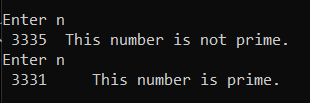 Enter n
3335  This number is not prime.
Enter n
3331     This number is prime.